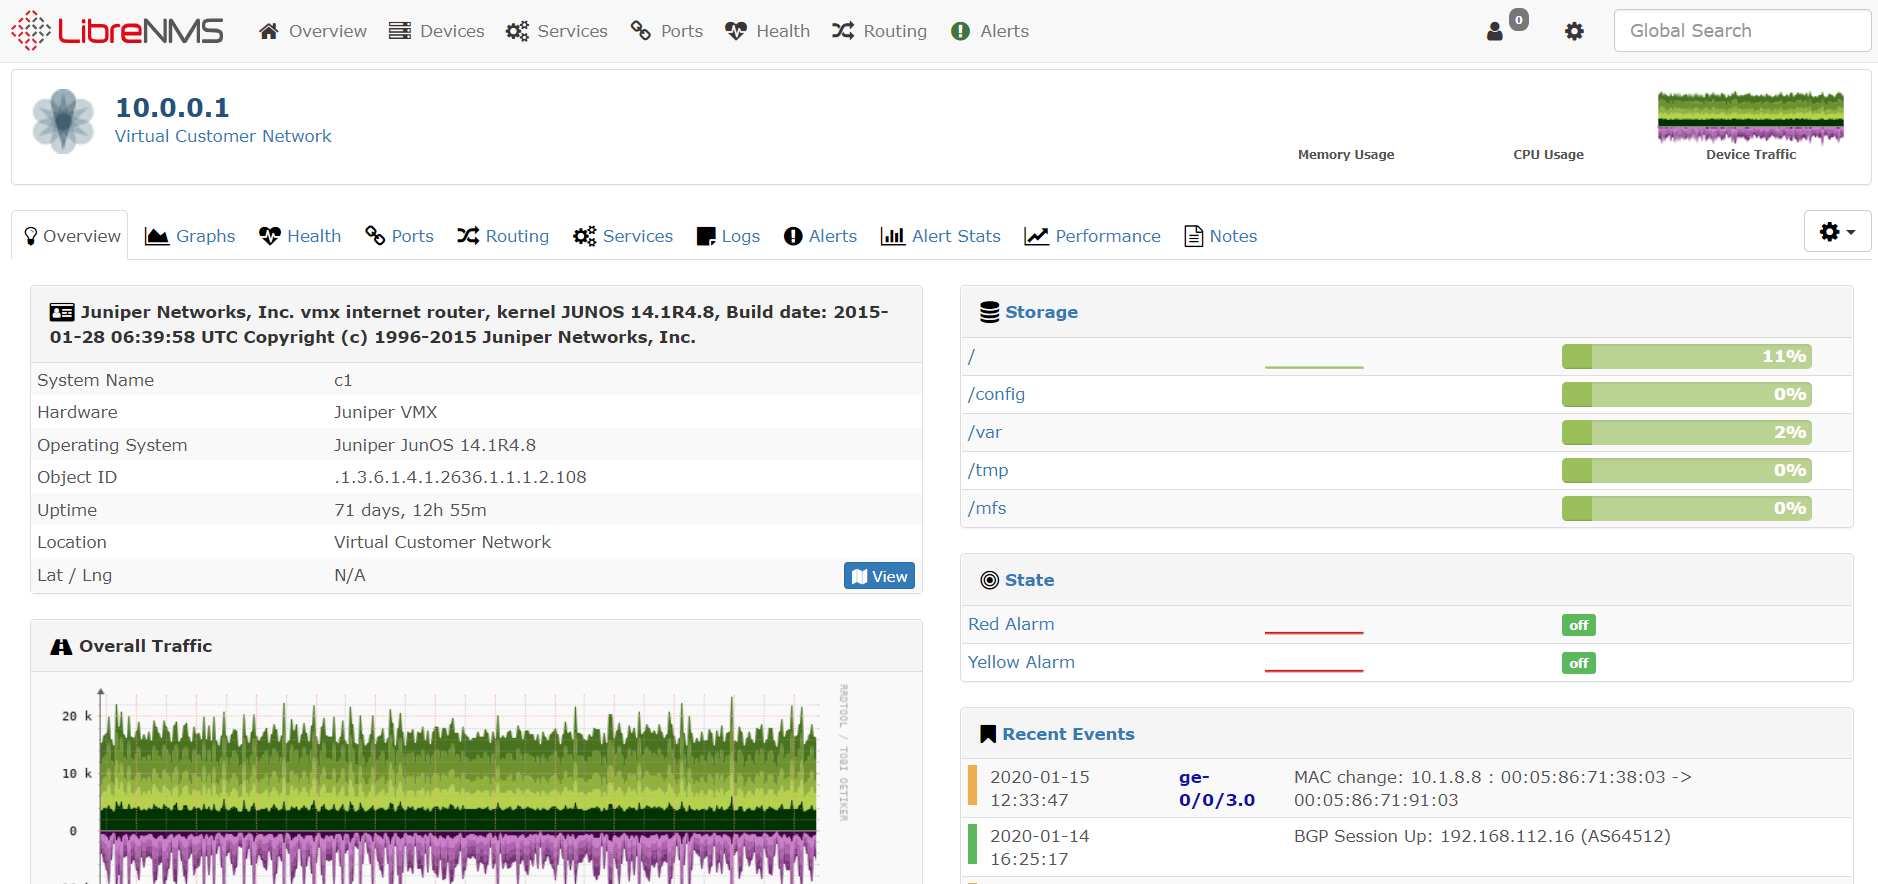 LibreNMS
Overview Devices Services Ports Health Routing Alerts
0
Global Search
10.0.0.1
Virtual Customer Network
Memory Usage CPU Usage Device Traffic
Overview Graphs Health Ports Routing Services Logs Alerts Alert Stats Performance Notes
Juniper Networks, Inc. vmx internet router, kernel JUNOS 14.1R4.8, Build date: 2015-
01-28 06:39:58 UTC Copyright (c) 1996-2015 Juniper Networks, Inc.
System Name c1
Hardware Juniper VMX
Operating System Juniper JunOS 14.1R4.8
Object ID .1.3.6.1.4.1.2636.1.1.1.2.108
Uptime 71 days, 12h 55m
Location Virtual Customer Network
Lat / Lng N/A View
Overall Traffic
20 k
10 k
0
RRDTOOL / TOBI OETIKER
Storage
/ 11%
/config 0%
/var 2%
/tmp 0%
/mfs 0%
State
Red Alarm off
Yellow Alarm off
Recent Events
2020-01-15 ge- MAC change: 10.1.8.8 : 00:05:86:71:38:03 ->
12:33:47 0/0/3.0 00:05:86:71:91:03
2020-01-14 BGP Session Up: 192.168.112.16 (AS64512)
16:25:17